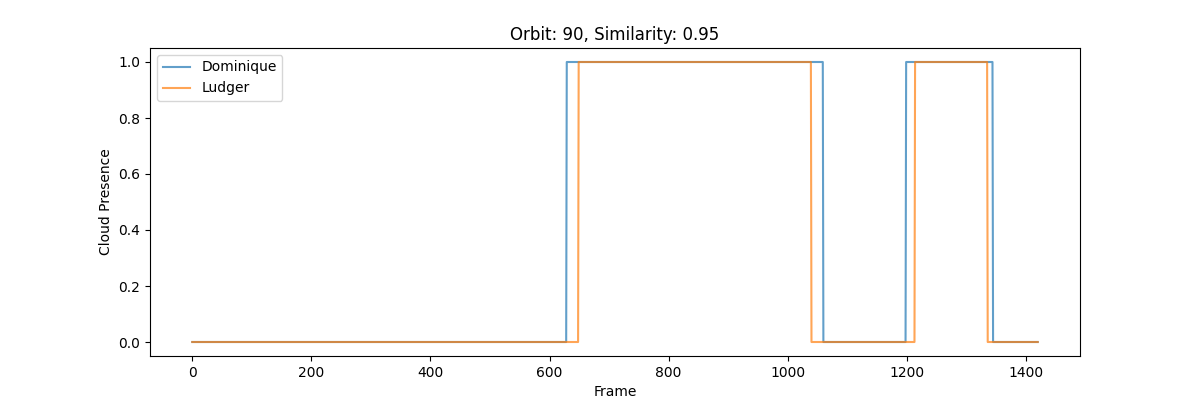 Orbit: 90, Similarity: 0.95
Dominique
Ludger
1.0
0.8
0.6
0.4
0.2
0.0
Cloud Presence
0 200 400 600 800 1000 1200 1400
Frame